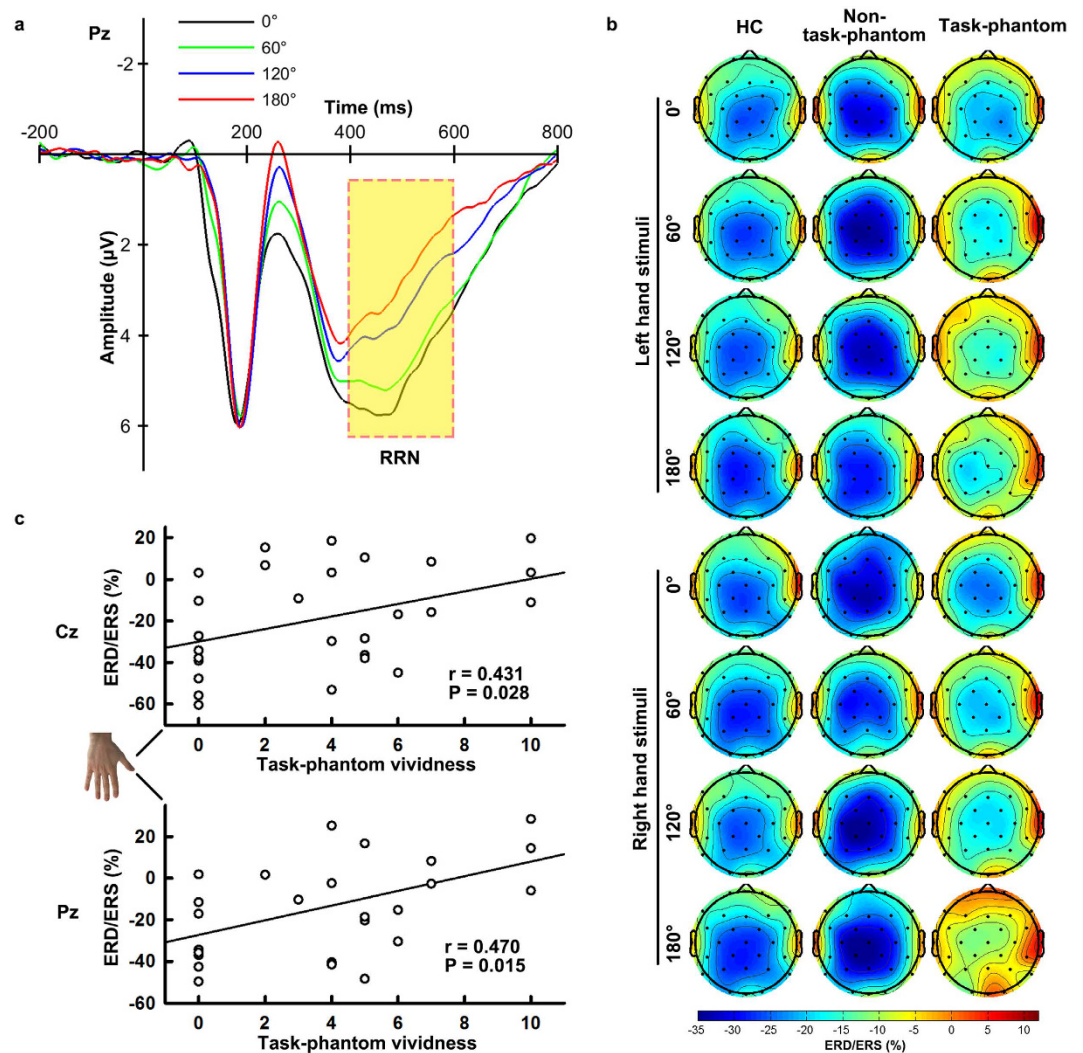 a
Pz
0°
60°
120°
180°
Time (ms)
-2
-200
200
400
600
800
2
4
6
Amplitude (µV)
RRN
b
HC
Non-
task-phantom
Task-phantom
Left hand stimuli
0°
60°
120°
180°
Right hand stimuli
0°
60°
120°
180°
-35
-30
-25
-20
-15
-10
-5
0
5
10
ERD/ERS (%)
c
Cz
ERD/ERS (%)
20
0
-20
-40
-60
r = 0.431
P = 0.028
0
2
4
6
8
10
Task-phantom vividness
Pz
ERD/ERS (%)
20
0
-20
-40
-60
r = 0.470
P = 0.015
0
2
4
6
8
10
Task-phantom vividness